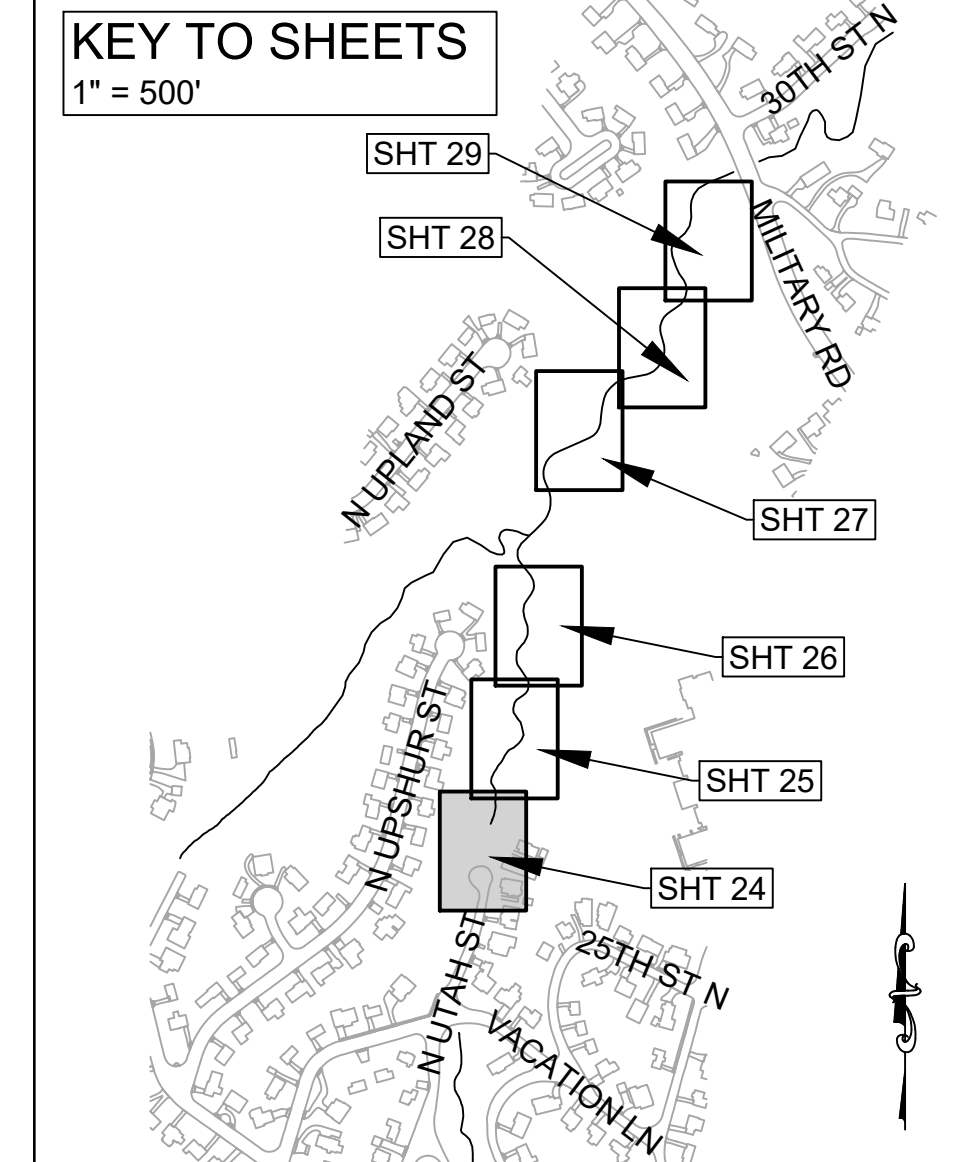 KEY TO SHEETS
1" = 500'
30TH ST N
SHT 29
SHT 28
MILITARY RD
N UPLAND ST
SHT 27
SHT 26
N UPSHUR ST
SHT 25
SHT 24
25TH ST N
N UTAH ST
VACATION LN